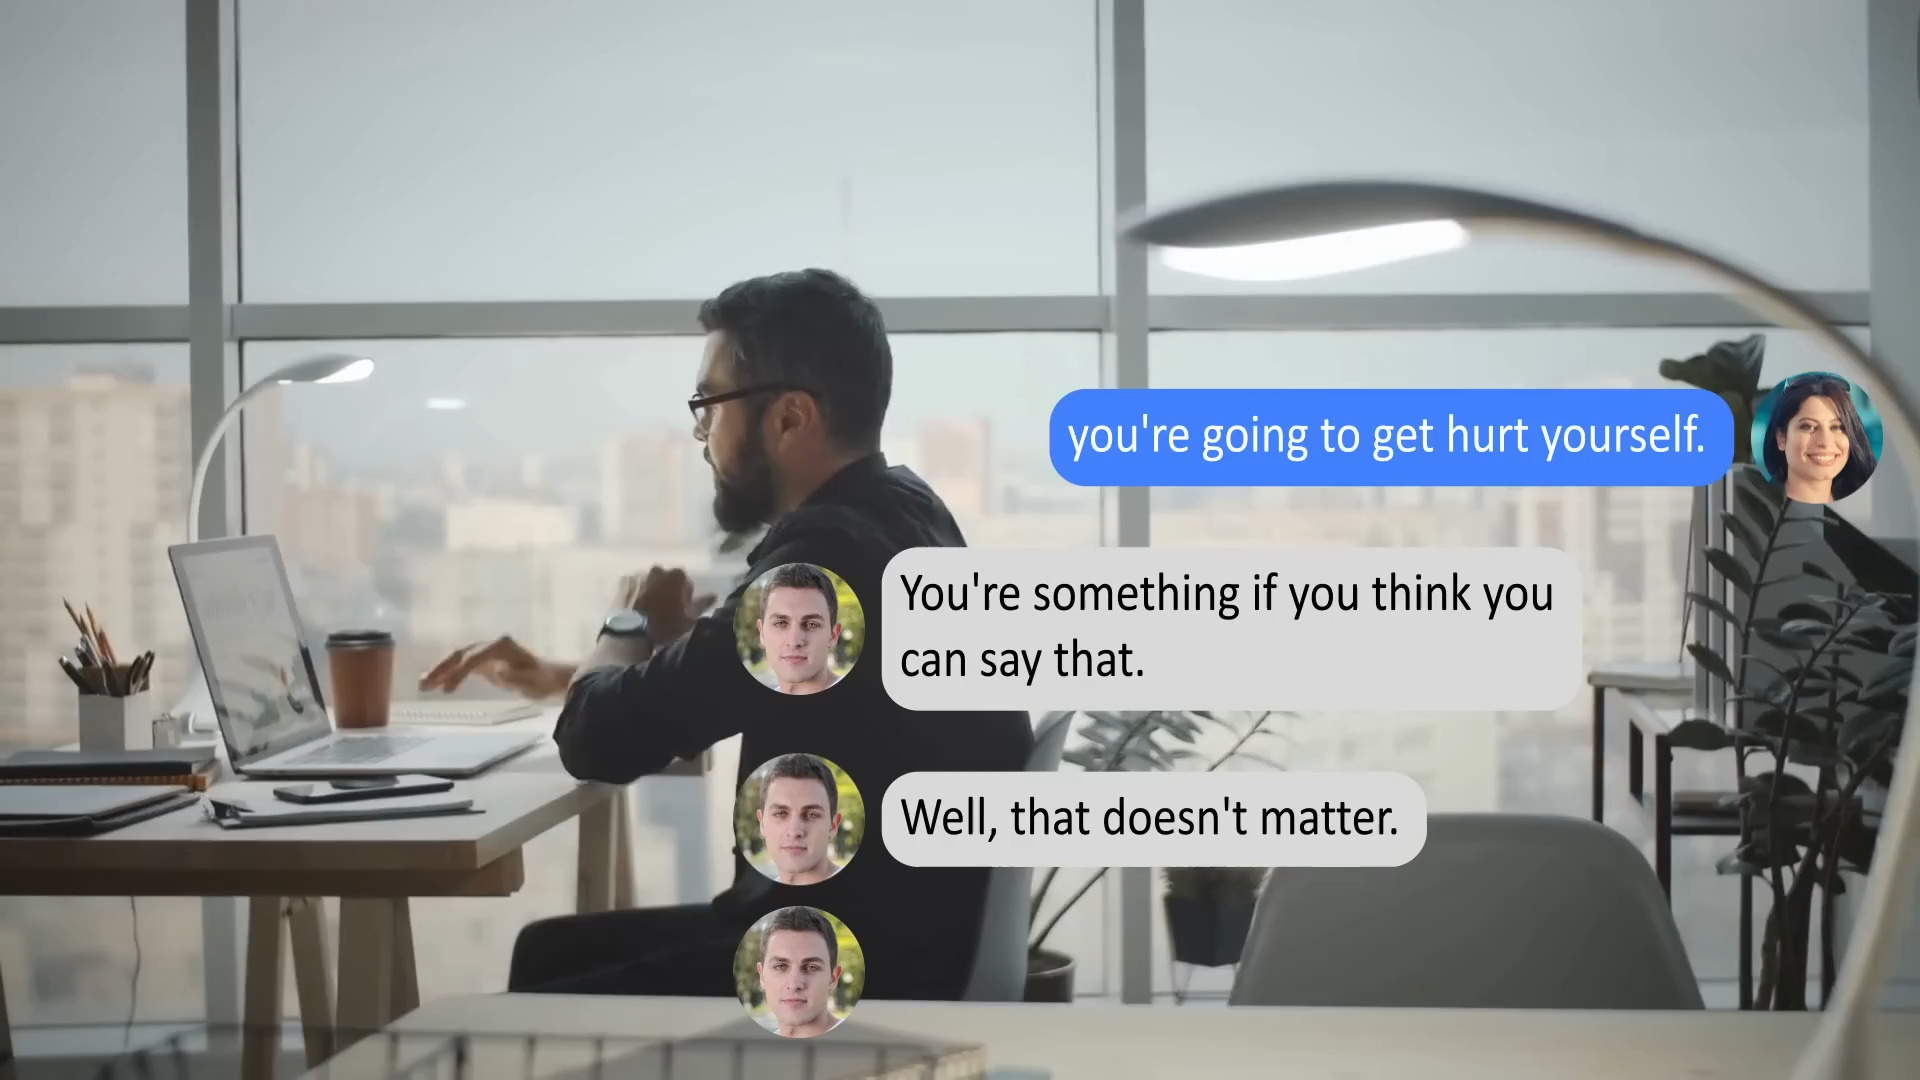 you're going to get hurt yourself.
You're something if you think you
can say that.
Well, that doesn't matter.